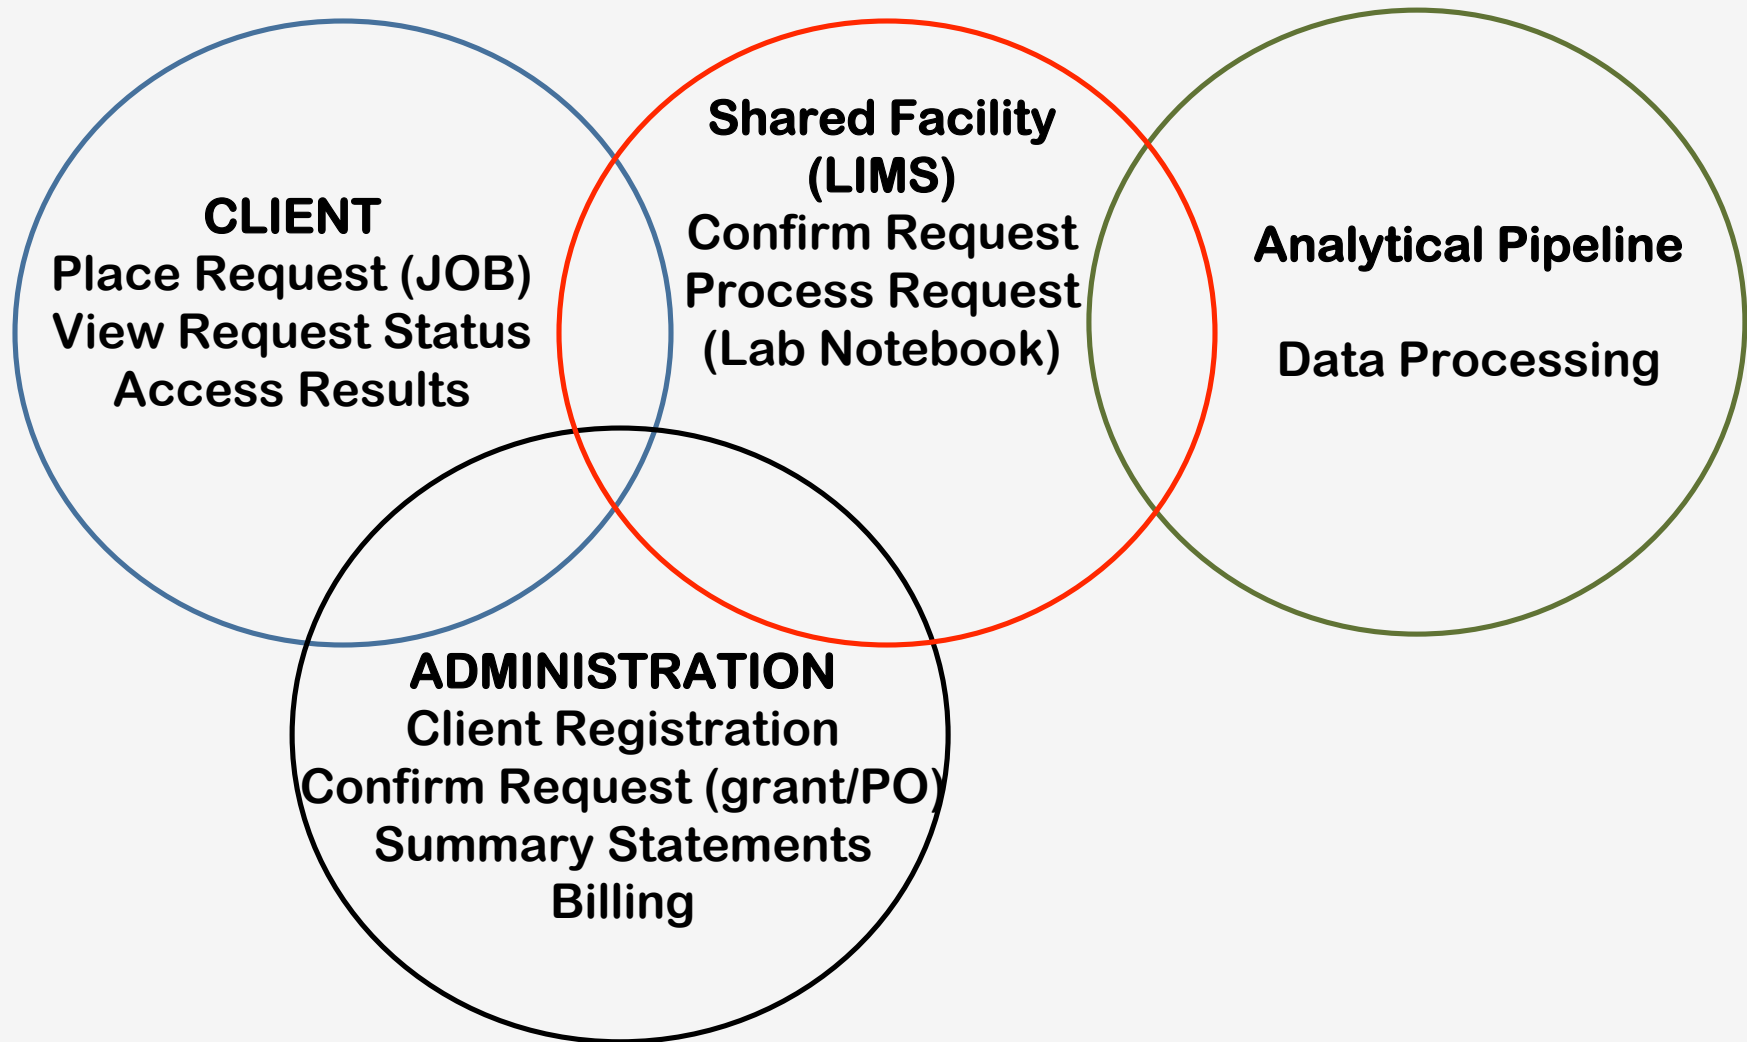 CLIENT
Place Request (JOB)
View Request Status
Access Results
Shared Facility
(LIMS)
Confirm Request
Process Request
(Lab Notebook)
Analytical Pipeline
Data Processing
ADMINISTRATION
Client Registration
Confirm Request (grant/PO)
Summary Statements
Billing